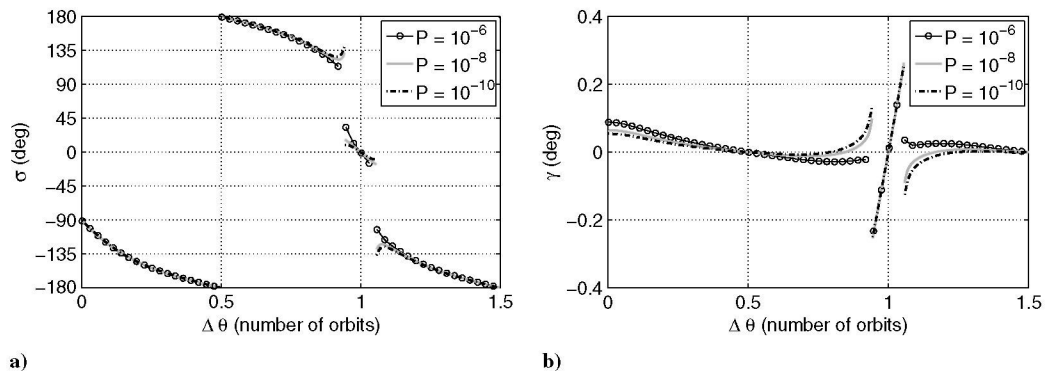 180
135
90
45
0
−45
−90
−135
−180
σ (deg)
0
0.5
1
1.5
Δ θ (number of orbits)
P = 10⁻⁶
P = 10⁻⁸
P = 10⁻¹⁰
a)
0.4
0.2
0
−0.2
−0.4
γ (deg)
0
0.5
1
1.5
Δ θ (number of orbits)
P = 10⁻⁶
P = 10⁻⁸
P = 10⁻¹⁰
b)